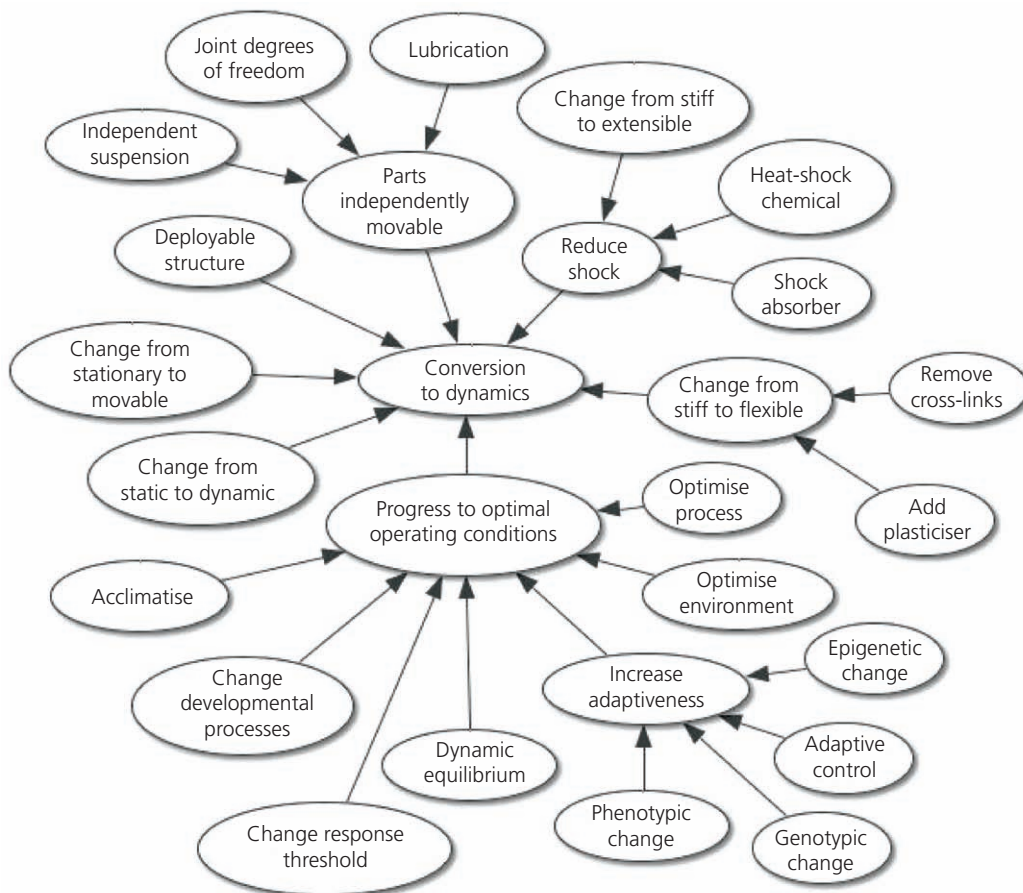 Joint degrees
of freedom
Lubrication
Change from stiff
to extensible
Independent
suspension
Parts
independently
movable
Heat-shock
chemical
Deployable
structure
Reduce
shock
Shock
absorber
Change from
stationary to
movable
Conversion
to dynamics
Change from
stiff to flexible
Remove
cross-links
Change from
static to dynamic
Progress to optimal
operating conditions
Optimise
process
Add
plasticiser
Acclimatise
Optimise
environment
Change
developmental
processes
Increase
adaptiveness
Epigenetic
change
Dynamic
equilibrium
Adaptive
control
Change response
threshold
Phenotypic
change
Genotypic
change